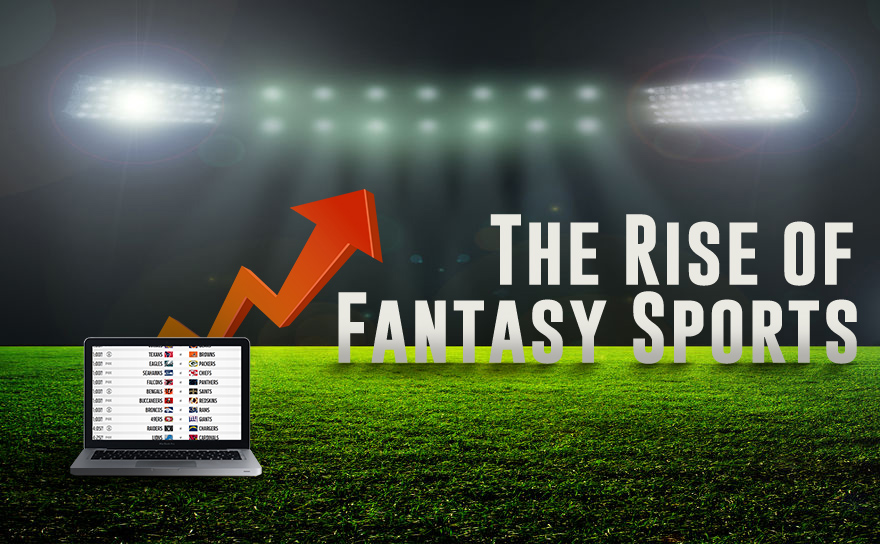 The Rise of
Fantasy Sports
TEXANS BROWNS
EAGLES PACKERS
SEAHAWKS CHIEFS
FALCONS PANTHERS
BENGALS SAINTS
BUCCANEERS REDSKINS
BRONCOS RAMS
49ERS GIANTS
RAIDERS CHARGERS
LIONS CARDINALS